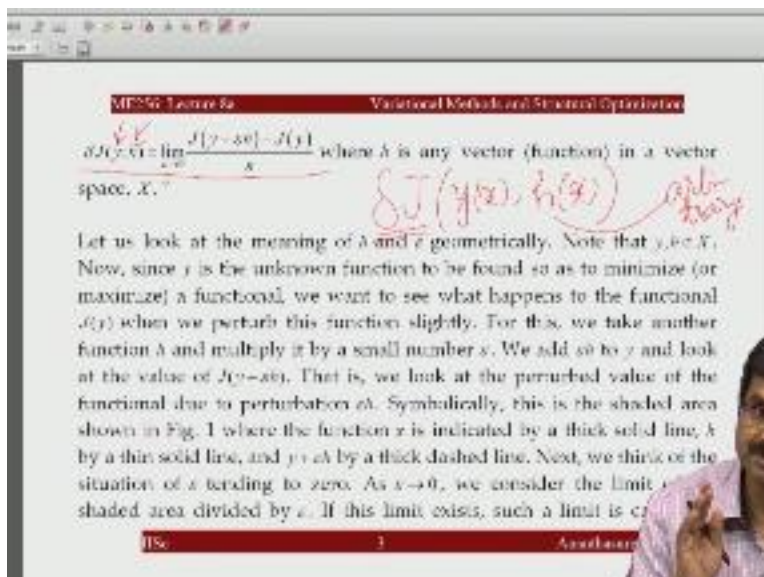 ME256 Lecture 8a Variational Methods and Structural Optimization
δJ(y;h) = lim J(y+εh) - J(y) / ε where h is any vector (function) in a vector
space, X.
δJ (y(x), h(x)) arbitrary
Let us look at the meaning of h and ε geometrically. Note that y,h ∈ X.
Now, since y is the unknown function to be found so as to minimize (or
maximize) a functional, we want to see what happens to the functional
J(y) when we perturb this function slightly. For this, we take another
function h and multiply it by a small number ε. We add εh to y and look
at the value of J(y+εh). That is, we look at the perturbed value of the
functional due to perturbation εh. Symbolically, this is the shaded area
shown in Fig. 1 where the function x is indicated by a thick solid line, h
by a thin solid line, and y+εh by a thick dashed line. Next, we think of the
situation of ε tending to zero. As ε→0, we consider the limit
shaded area divided by ε. If this limit exists, such a limit is
IISc 3